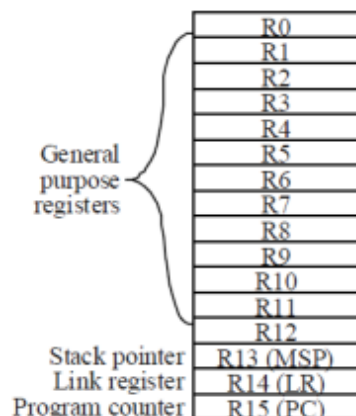 R0
R1
R2
R3
R4
General R5
purpose R6
registers R7
R8
R9
R10
R11
R12
Stack pointer R13 (MSP)
Link register R14 (LR)
Program counter R15 (PC)